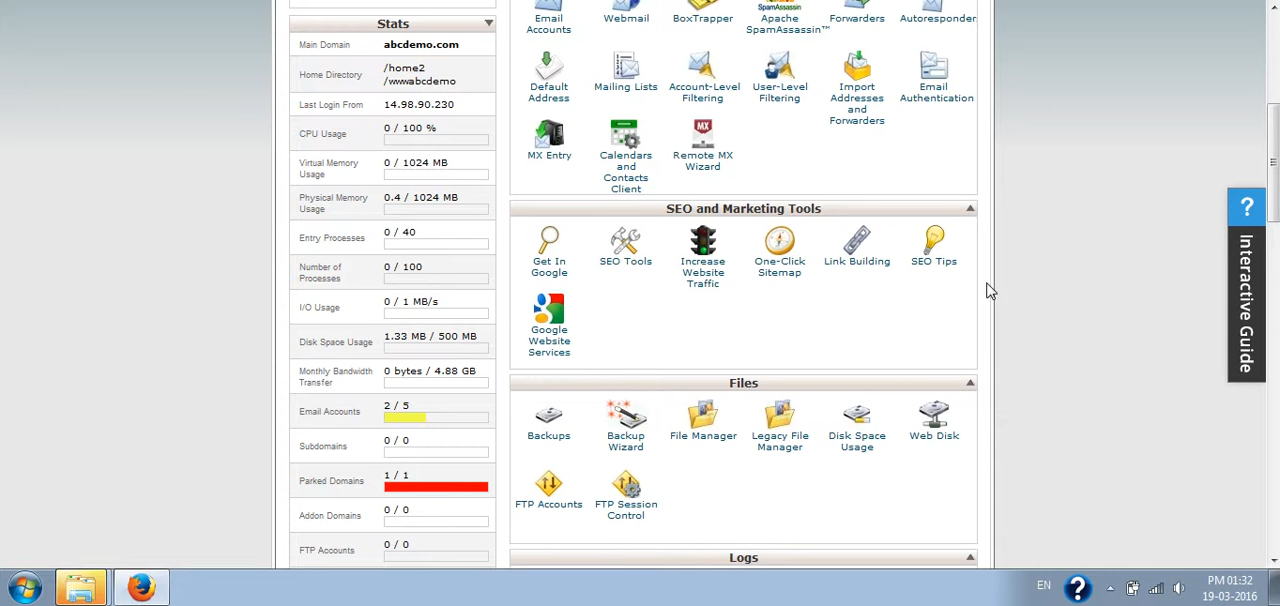 Stats
Main Domain abcdemo.com
Home Directory /home2
/wwwabcdemo
Last Login From 14.98.90.230
CPU Usage 0 / 100 %
Virtual Memory
Usage 0 / 1024 MB
Physical Memory
Usage 0.4 / 1024 MB
Entry Processes 0 / 40
Number of
Processes 0 / 100
I/O Usage 0 / 1 MB/s
Disk Space Usage 1.33 MB / 500 MB
Monthly Bandwidth
Transfer 0 bytes / 4.88 GB
Email Accounts 2 / 5
Subdomains 0 / 0
Parked Domains 1 / 1
Addon Domains 0 / 0
FTP Accounts 0 / 0
Email
Accounts
Webmail
BoxTrapper
SpamAssassin
Apache
SpamAssassin™
Forwarders
Autoresponder
Default
Address
Mailing Lists
Account-Level
Filtering
User-Level
Filtering
Import
Addresses
and
Forwarders
Email
Authentication
MX Entry
Calendars
and
Contacts
Client
MX
Remote MX
Wizard
SEO and Marketing Tools
Get In
Google
SEO Tools
Increase
Website
Traffic
One-Click
Sitemap
Link Building
SEO Tips
Google
Website
Services
Files
Backups
Backup
Wizard
File Manager
Legacy File
Manager
Disk Space
Usage
Web Disk
FTP Accounts
FTP Session
Control
Logs
?
Interactive Guide
EN
?
PM 01:32
19-03-2016